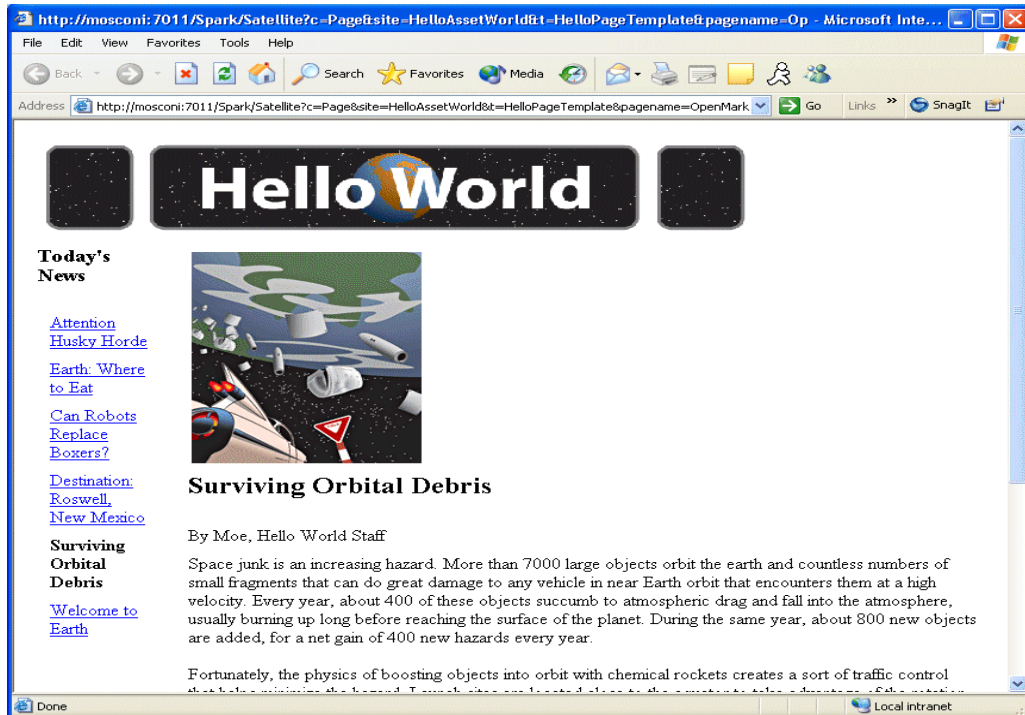 http://mosconi:7011/Spark/Satellite?c=Page&site=HelloAssetWorld&t=HelloPageTemplate&pagename=Op - Microsoft Inte...
File Edit View Favorites Tools Help
Back Search Favorites Media
Address http://mosconi:7011/Spark/Satellite?c=Page&site=HelloAssetWorld&t=HelloPageTemplate&pagename=OpenMark Go Links » SnagIt
Hello World
Today's
News
Attention
Husky Horde
Earth: Where
to Eat
Can Robots
Replace
Boxers?
Destination:
Roswell,
New Mexico
Surviving
Orbital
Debris
Welcome to
Earth
Surviving Orbital Debris
By Moe, Hello World Staff
Space junk is an increasing hazard. More than 7000 large objects orbit the earth and countless numbers of
small fragments that can do great damage to any vehicle in near Earth orbit that encounters them at a high
velocity. Every year, about 400 of these objects succumb to atmospheric drag and fall into the atmosphere,
usually burning up long before reaching the surface of the planet. During the same year, about 800 new objects
are added, for a net gain of 400 new hazards every year.
Fortunately, the physics of boosting objects into orbit with chemical rockets creates a sort of traffic control
Done Local intranet